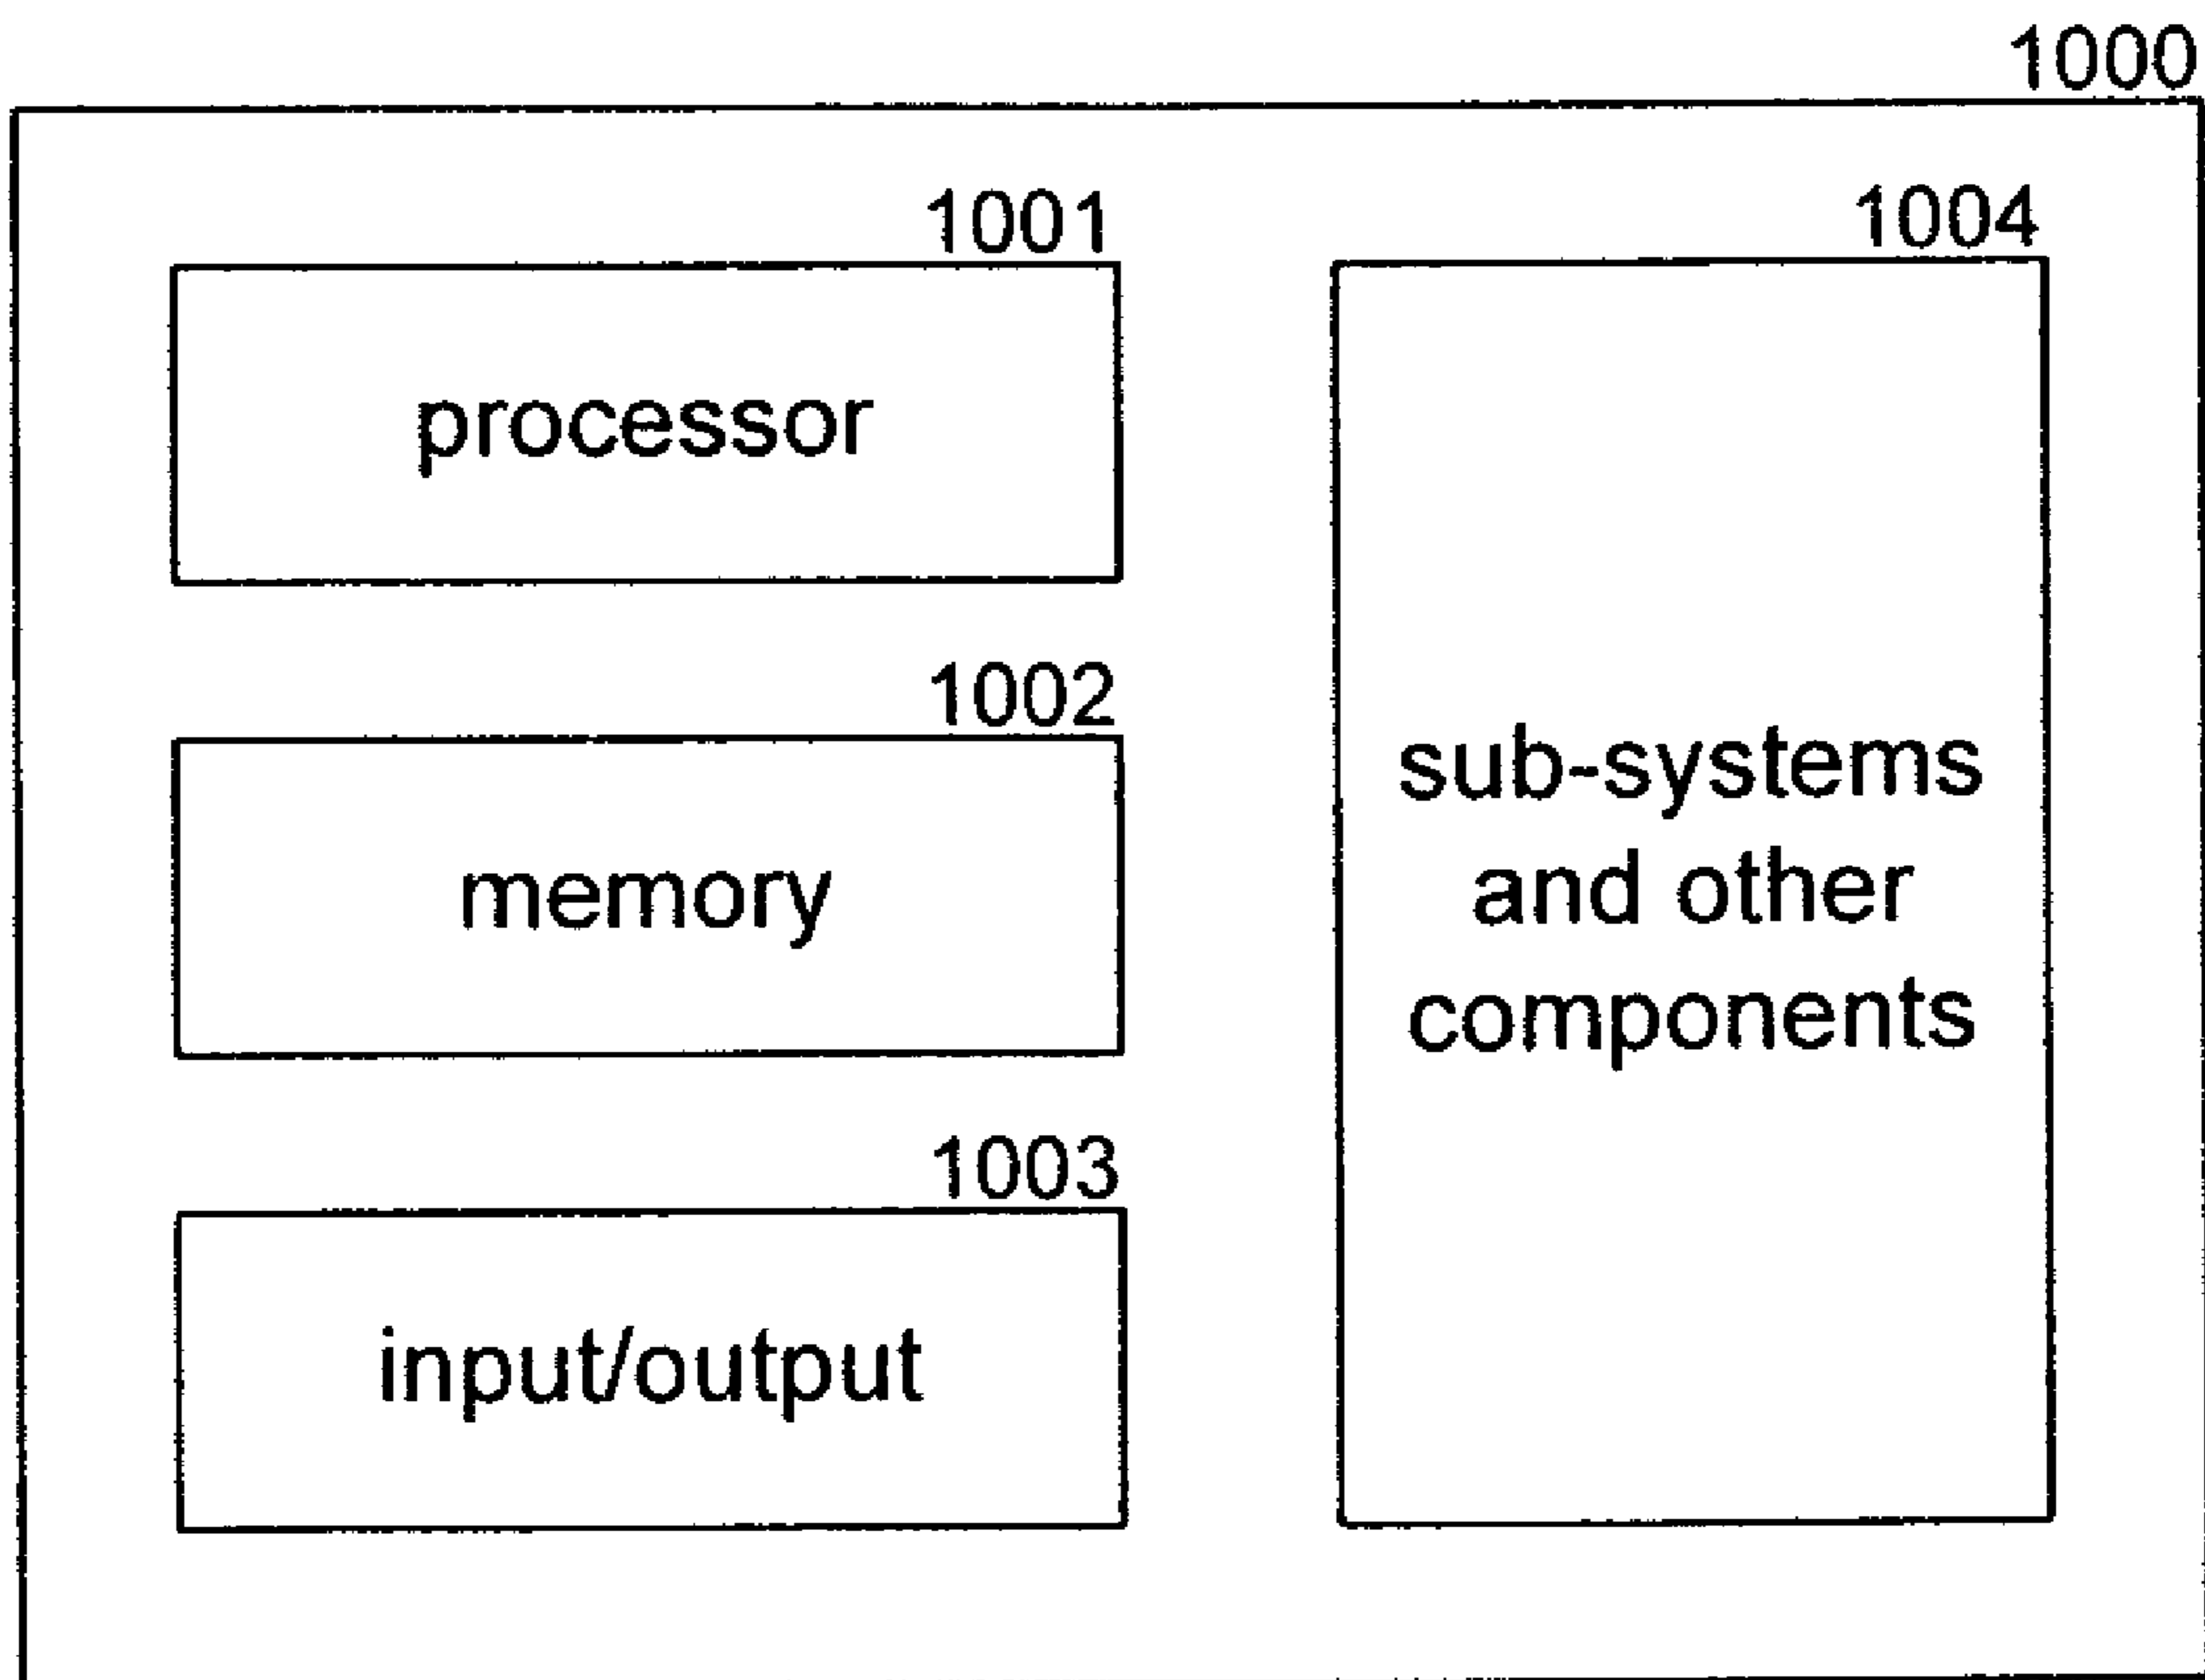 1000
1001
processor
1002
memory
1003
input/output
1004
sub-systems
and other
components